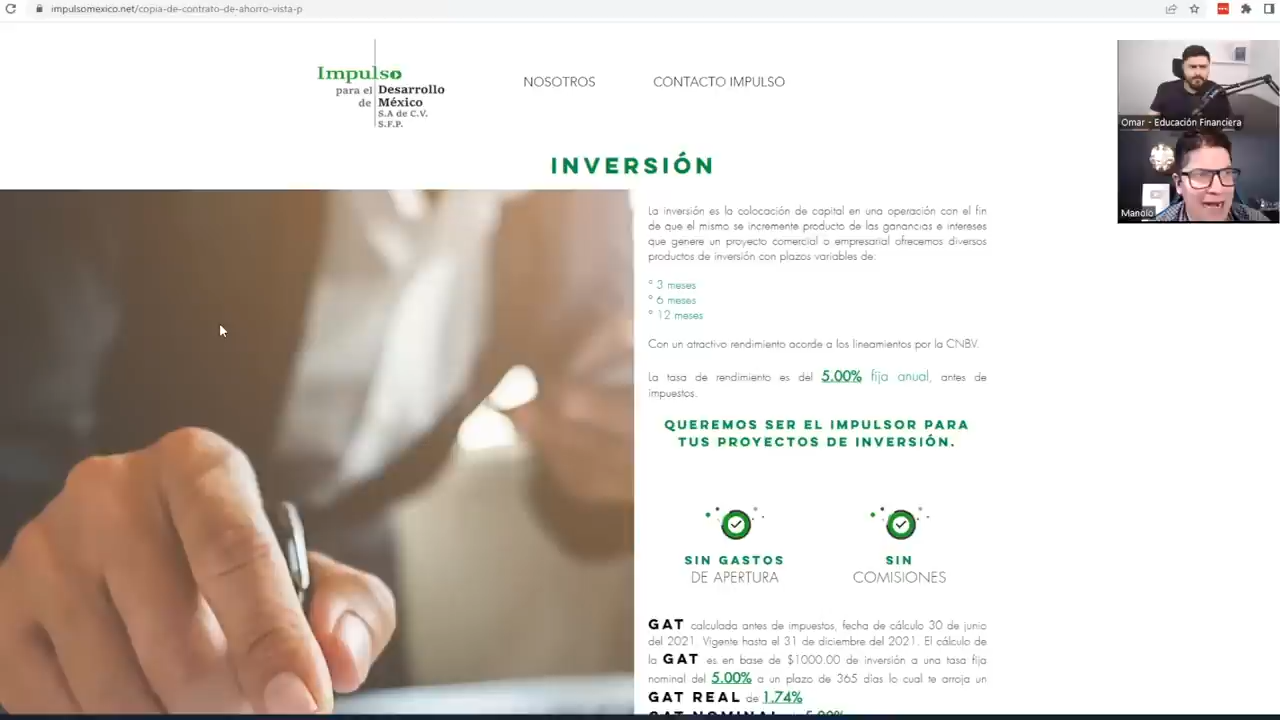 impulsomexico.net/copia-de-contrato-de-ahorro-vista-p
Impulso
para el Desarrollo
de México
S.A de C.V.
S.F.P.
NOSOTROS
CONTACTO IMPULSO
Omar - Educación Financiera
Manolo
INVERSIÓN
La inversión es la colocación de capital en una operación con el fin
de que el mismo se incremente producto de las ganancias e intereses
que genere un proyecto comercial o empresarial ofrecemos diversos
productos de inversión con plazos variables de:
° 3 meses
° 6 meses
° 12 meses
Con un atractivo rendimiento acorde a los lineamientos por la CNBV.
La tasa de rendimiento es del 5.00% fija anual, antes de
impuestos.
QUEREMOS SER EL IMPULSOR PARA
TUS PROYECTOS DE INVERSIÓN.
SIN GASTOS
DE APERTURA
SIN
COMISIONES
GAT calculada antes de impuestos, fecha de cálculo 30 de junio
del 2021. Vigente hasta el 31 de diciembre del 2021. El cálculo de
la GAT es en base de $1000.00 de inversión a una tasa fija
nominal del 5.00% a un plazo de 365 días lo cual te arroja un
GAT REAL de 1.74%
GAT NOMINAL